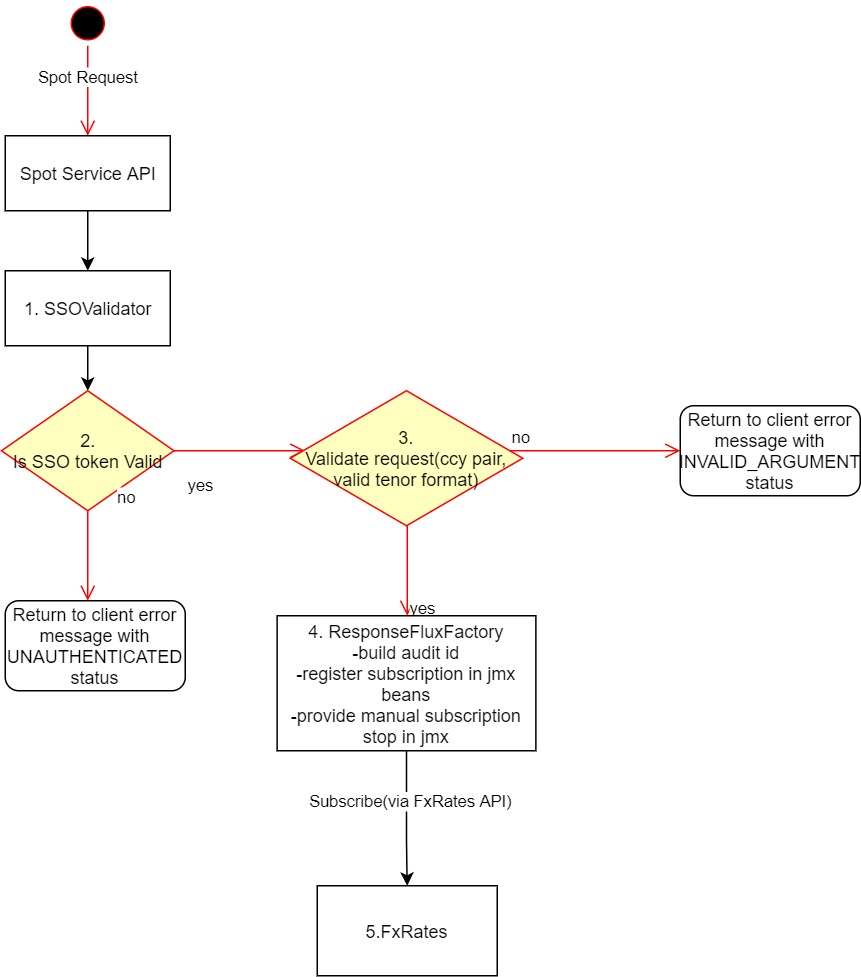 Spot Request
Spot Service API
1. SSOValidator
2.
Is SSO token Valid
no
yes
3.
Validate request(ccy pair,
valid tenor format)
no
Return to client error
message with
INVALID_ARGUMENT
status
Return to client error
message with
UNAUTHENTICATED
status
yes
4. ResponseFluxFactory
-build audit id
-register subscription in jmx
beans
-provide manual subscription
stop in jmx
Subscribe(via FxRates API)
5.FxRates